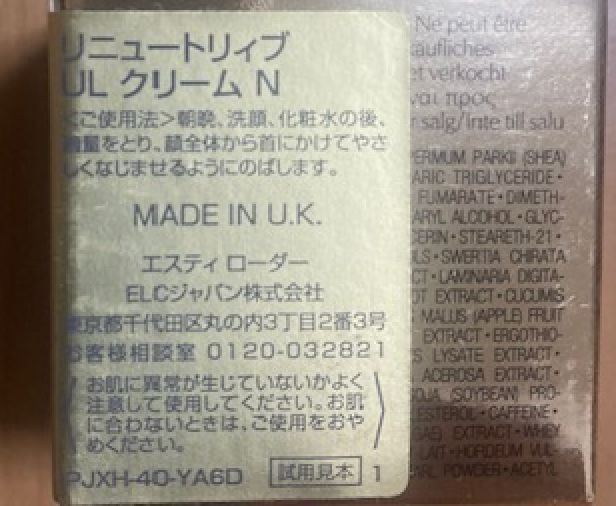 リニュートリィブ
UL クリーム N
＜ご使用法＞朝晩、洗顔、化粧水の後、
適量をとり、顔全体から首にかけてやさ
しくなじませるようにのばします。
MADE IN U.K.
エスティ ローダー
ELCジャパン株式会社
東京都千代田区丸の内3丁目2番3号
お客様相談室 0120-032821
お肌に異常が生じていないかよく
注意して使用してください。お肌
に合わないときは、ご使用をおや
めください。
PJXH-40-YA6D 試用見本 1
Ne peut être
kaufliches
et verkocht
ναι προς
r salg/Inte till salu
PERMUM PARKII (SHEA)
ARIC TRIGLYCERIDE•
FUMARATE•DIMETH-
ARYL ALCOHOL•GLYC-
CERIN•STEARETH-21•
ULS•SWERTIA CHIRATA
CT•LAMINARIA DIGITA-
OT EXTRACT•CUCUMIS
MALUS (APPLE) FRUIT
EXTRACT•ERGOTHIO-
S LYSATE EXTRACT•
ACEROSA EXTRACT•
OJA (SOYBEAN) PRO-
ESTEROL•CAFFEINE•
AE) EXTRACT•WHEY
LAIT•HORDEUM VUL-
ARL POWDER•ACETYL